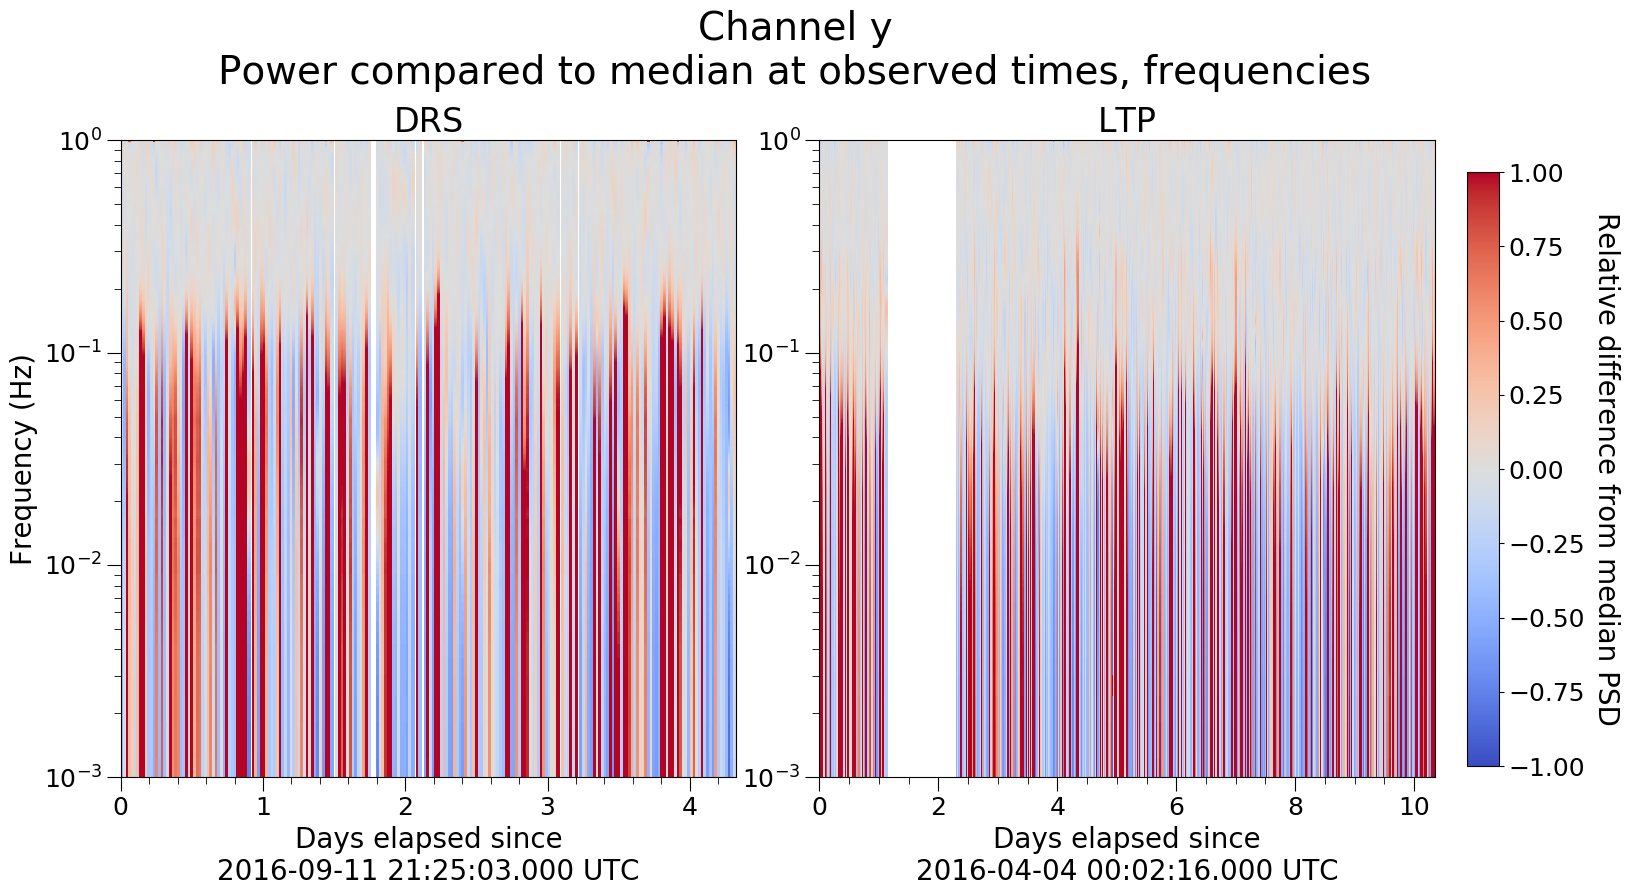 Channel y
Power compared to median at observed times, frequencies
DRS
LTP
Frequency (Hz)
10⁰
10⁻¹
10⁻²
10⁻³
0 1 2 3 4
Days elapsed since
2016-09-11 21:25:03.000 UTC
10⁰
10⁻¹
10⁻²
10⁻³
0 2 4 6 8 10
Days elapsed since
2016-04-04 00:02:16.000 UTC
1.00
0.75
0.50
0.25
0.00
−0.25
−0.50
−0.75
−1.00
Relative difference from median PSD